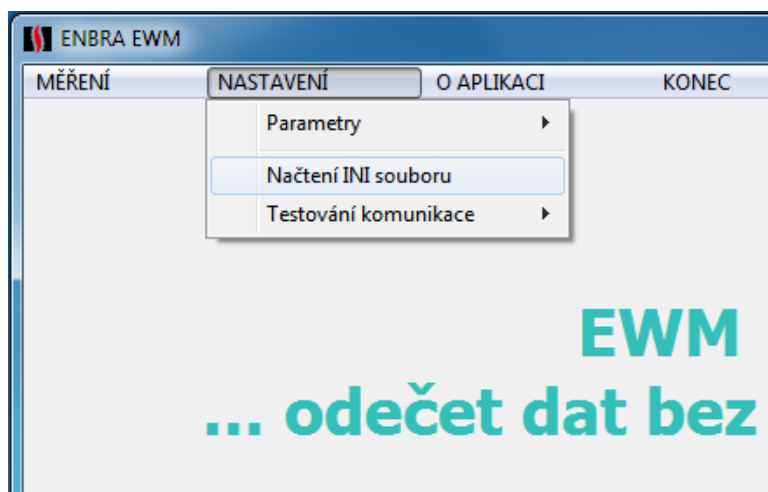 ENBRA EWM
MĚŘENÍ NASTAVENÍ O APLIKACI KONEC
Parametry
Načtení INI souboru
Testování komunikace
EWM
... odečet dat bez